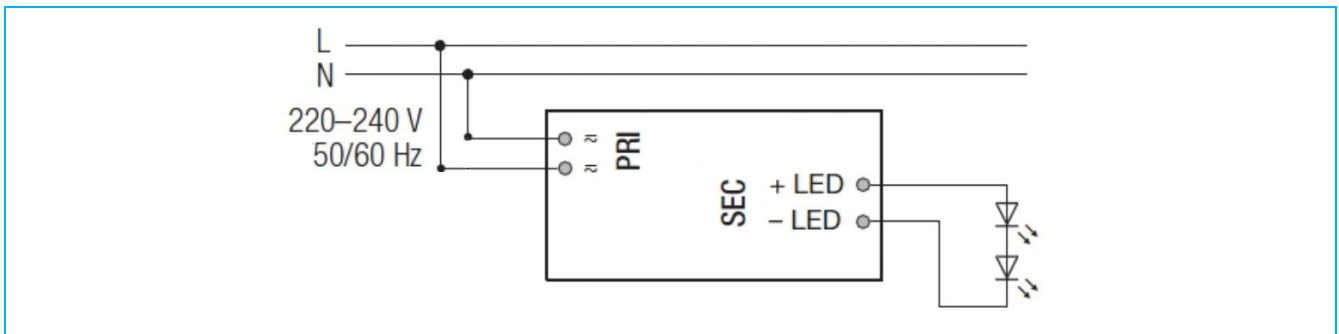 L
N
220–240 V
50/60 Hz
≂
≂
PRI
SEC
+ LED
– LED